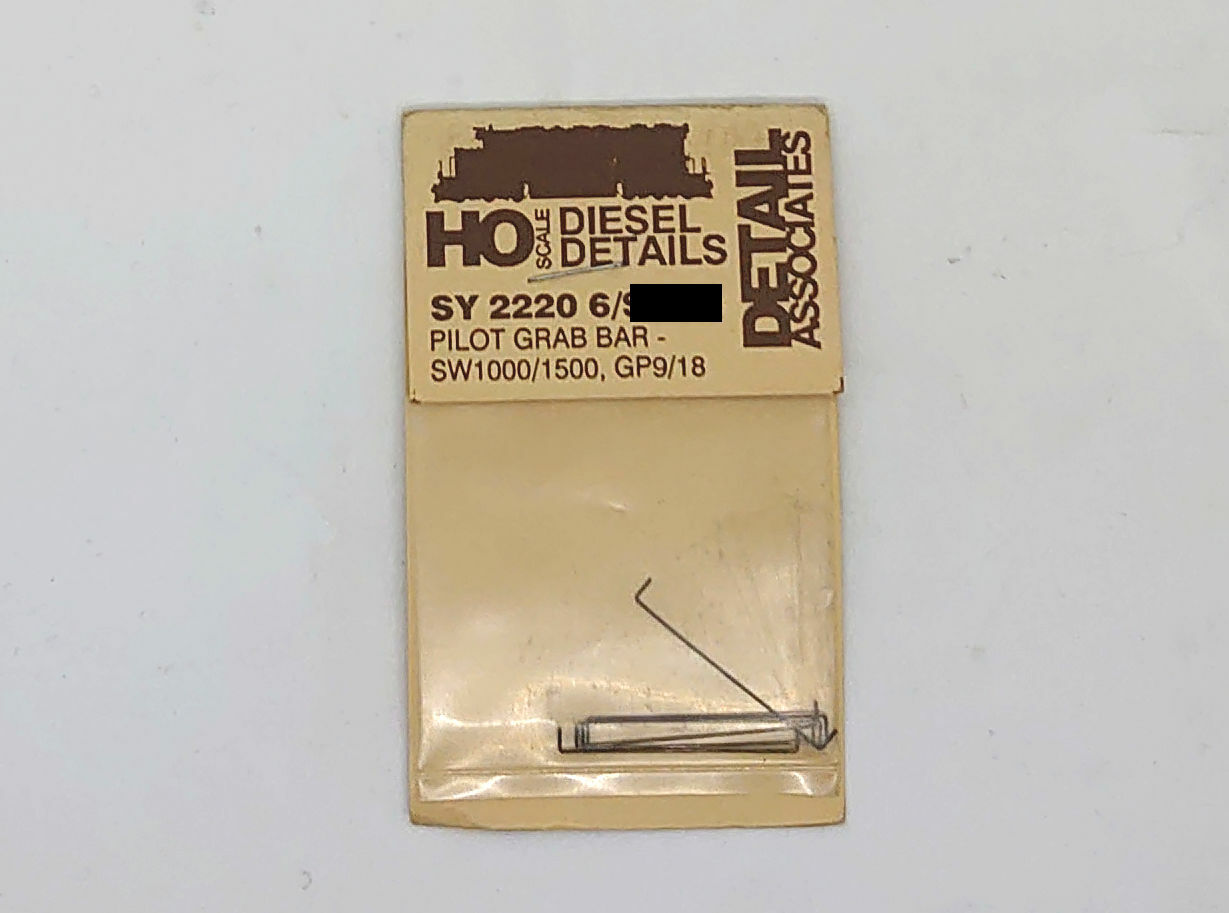 HO SCALE DIESEL
DETAILS
DETAIL
ASSOCIATES
SY 2220 6/
PILOT GRAB BAR -
SW1000/1500, GP9/18